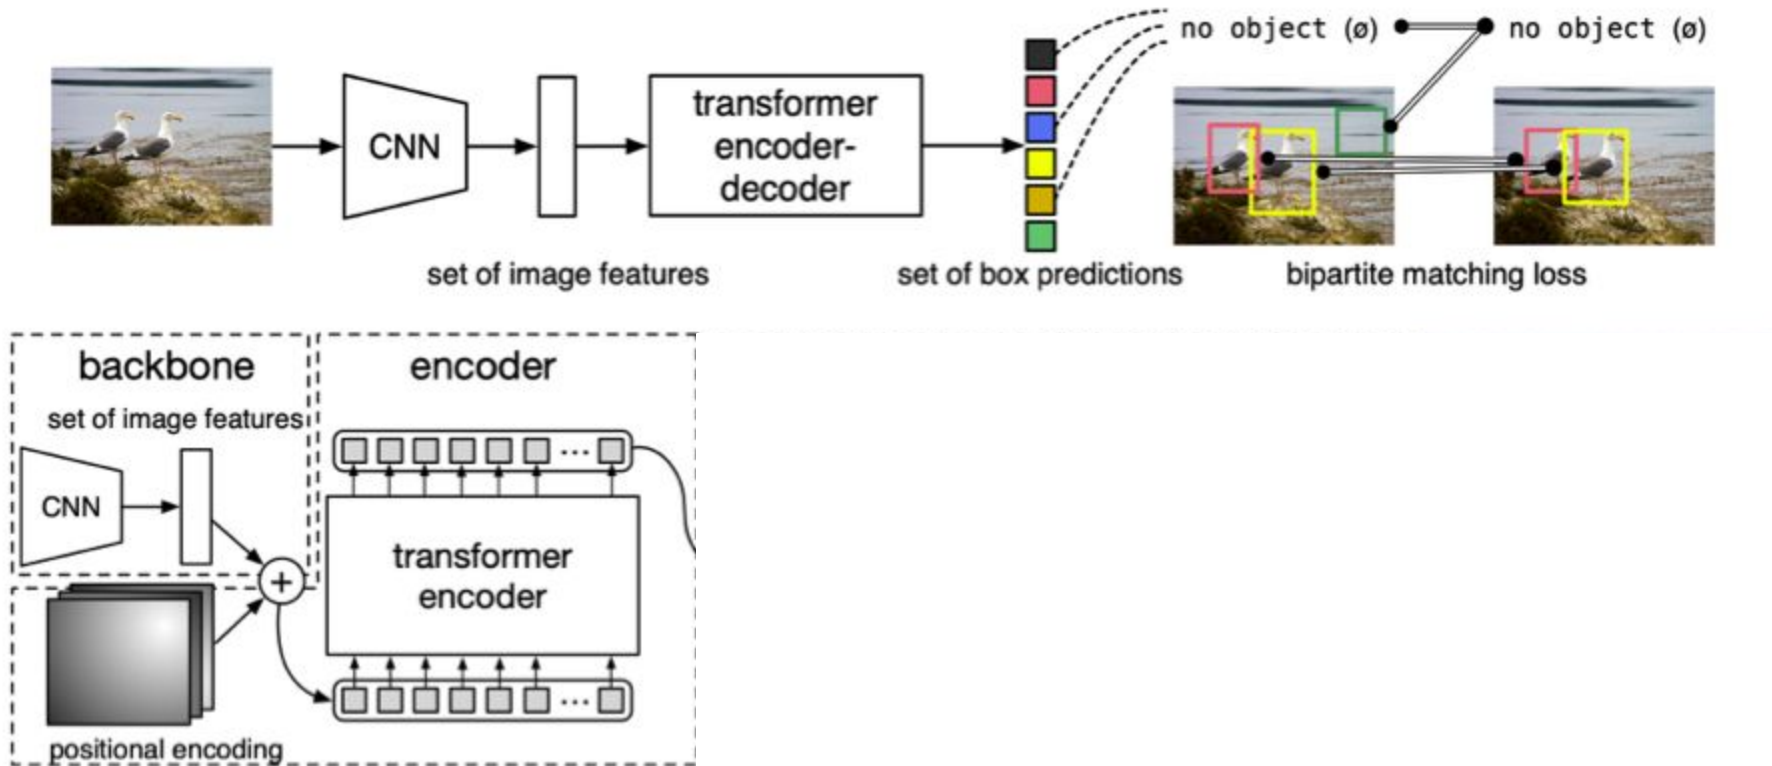 no object (ø)
no object (ø)
CNN
transformer
encoder-
decoder
set of image features
set of box predictions
bipartite matching loss
backbone
set of image features
CNN
+
positional encoding
encoder
...
transformer
encoder
...